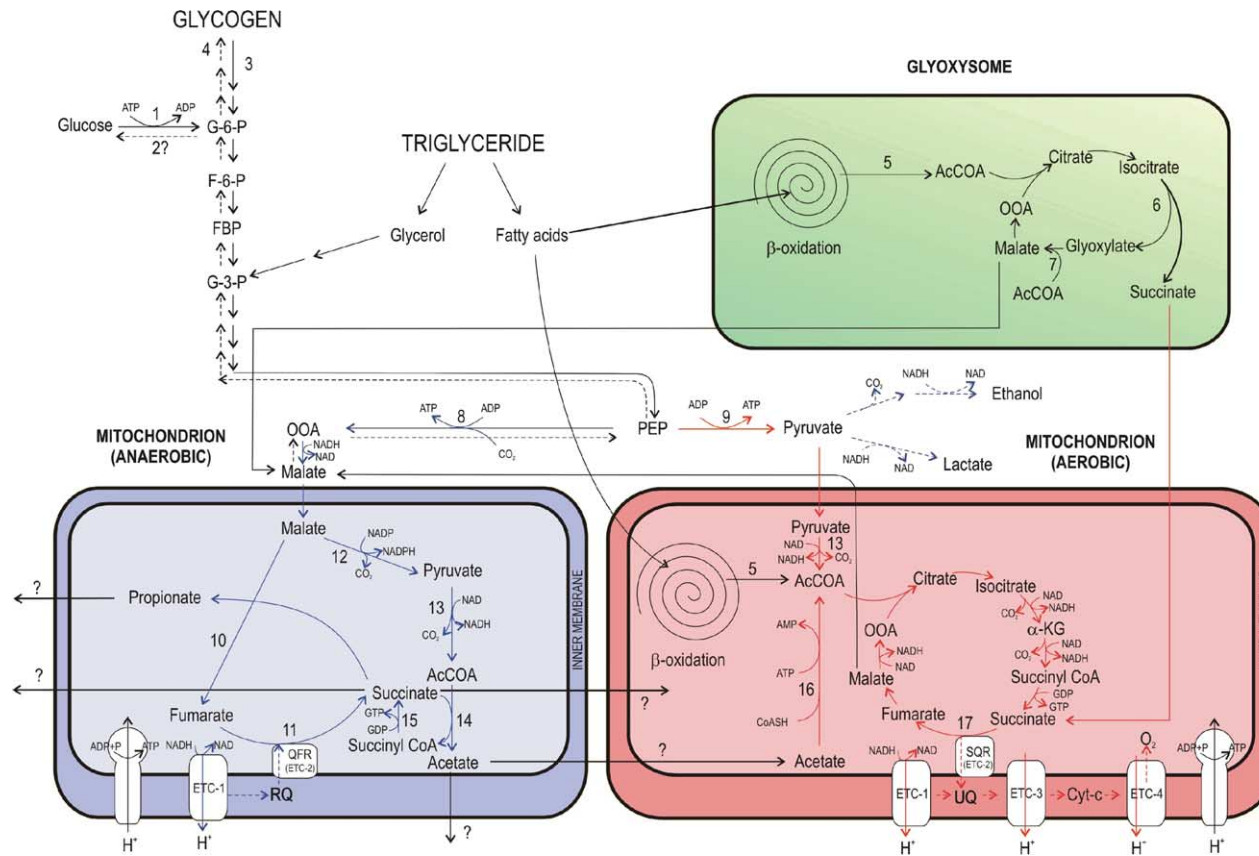 GLYCOGEN
4
3
ATP
1
ADP
Glucose
G-6-P
2?
F-6-P
FBP
G-3-P
TRIGLYCERIDE
Glycerol
Fatty acids
GLYOXYSOME
5
AcCOA
Citrate
Isocitrate
6
OOA
Malate
Glyoxylate
7
AcCOA
Succinate
β-oxidation
CO₂
NADH
NAD
Ethanol
ATP
8
ADP
CO₂
PEP
ADP
9
ATP
Pyruvate
NADH
NAD
Lactate
MITOCHONDRION
(ANAEROBIC)
OOA
NADH
NAD
Malate
MITOCHONDRION
(AEROBIC)
Malate
12
NADP
NADPH
CO₂
Pyruvate
13
NAD
NADH
CO₂
AcCOA
?
Propionate
10
?
Succinate
?
GTP
GDP
15
14
Succinyl CoA
Acetate
?
Fumarate
11
NADH
NAD
QFR
(ETC-2)
ADP+P
ATP
ETC-1
RQ
H⁺
H⁺
?
INNER MEMBRANE
Pyruvate
NAD
13
NADH
CO₂
5
AcCOA
β-oxidation
Citrate
Isocitrate
NAD
CO₂
NADH
α-KG
NAD
CO₂
NADH
Succinyl CoA
GDP
GTP
Succinate
OOA
NADH
NAD
Malate
Fumarate
17
AMP
ATP
16
CoASH
Acetate
NADH
NAD
SQR
(ETC-2)
O₂
ADP+P
ATP
ETC-1
UQ
ETC-3
Cyt-c
ETC-4
H⁺
H⁺
H⁺
H⁺